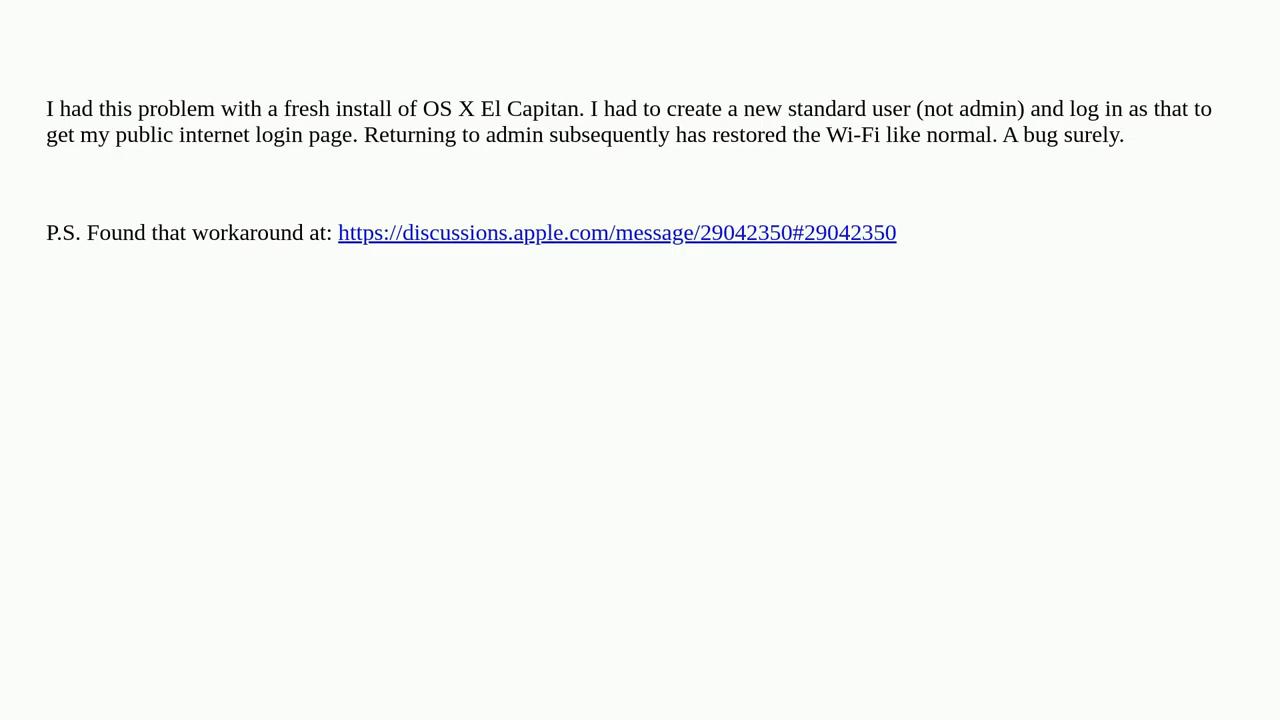 I had this problem with a fresh install of OS X El Capitan. I had to create a new standard user (not admin) and log in as that to
get my public internet login page. Returning to admin subsequently has restored the Wi-Fi like normal. A bug surely.
P.S. Found that workaround at: https://discussions.apple.com/message/29042350#29042350